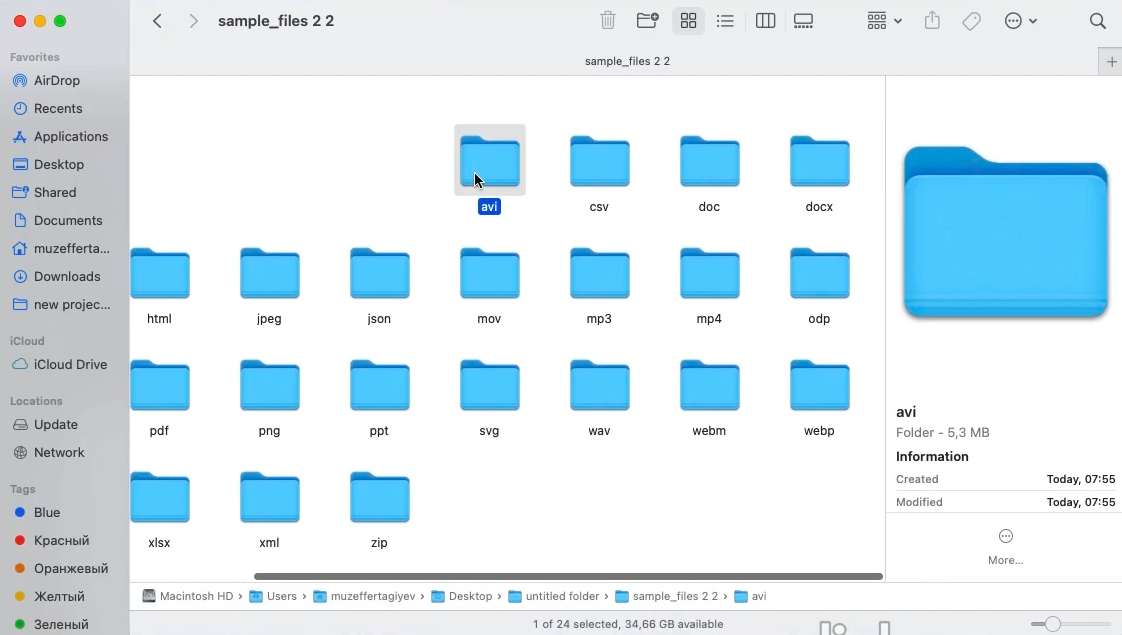 sample_files 2 2
sample_files 2 2
Favorites
AirDrop
Recents
Applications
Desktop
Shared
Documents
muzefferta...
Downloads
new projec...
iCloud
iCloud Drive
Locations
Update
Network
Tags
Blue
Красный
Оранжевый
Желтый
Зеленый
avi csv doc docx
html jpeg json mov mp3 mp4 odp
pdf png ppt svg wav webm webp
xlsx xml zip
avi
Folder - 5,3 MB
Information
Created Today, 07:55
Modified Today, 07:55
More...
Macintosh HD › Users › muzeffertagiyev › Desktop › untitled folder › sample_files 2 2 › avi
1 of 24 selected, 34,66 GB available